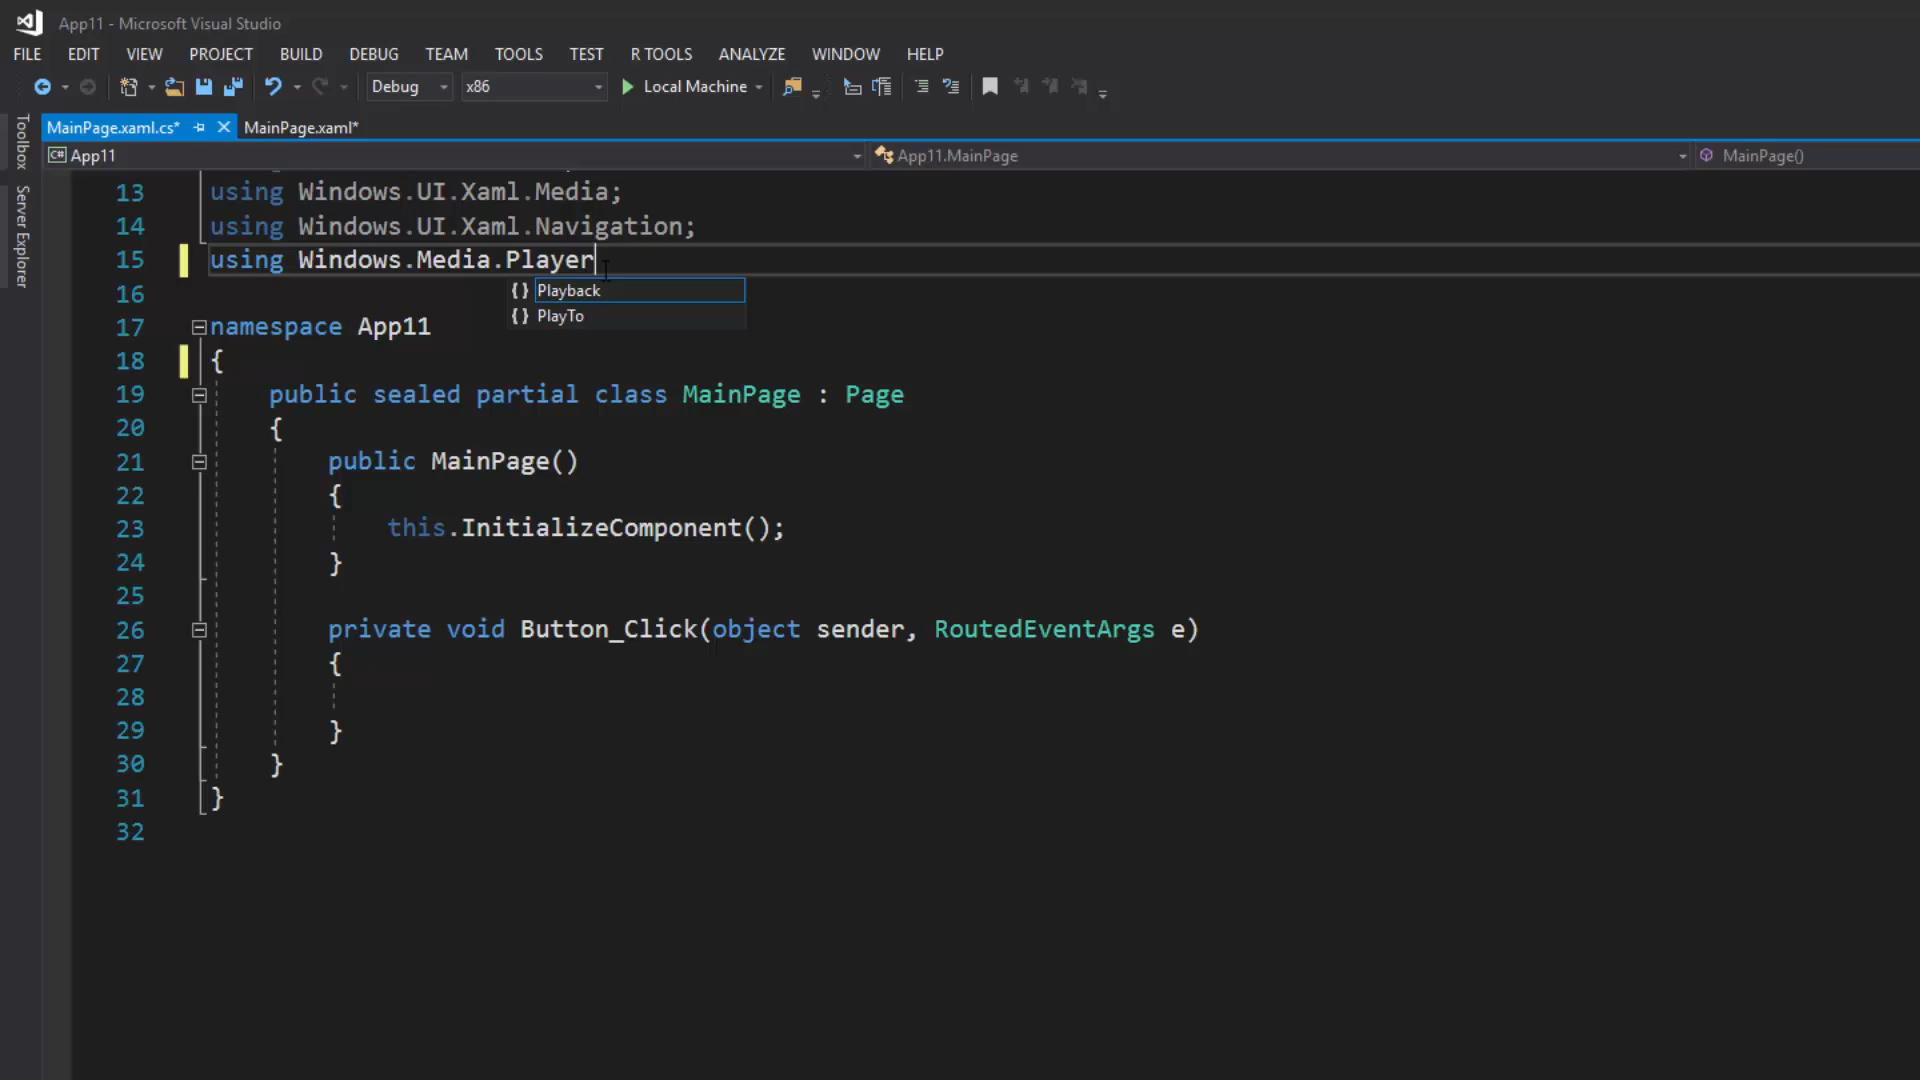 App11 - Microsoft Visual Studio
FILE EDIT VIEW PROJECT BUILD DEBUG TEAM TOOLS TEST R TOOLS ANALYZE WINDOW HELP
Debug x86 Local Machine
Toolbox
Server Explorer
MainPage.xaml.cs* MainPage.xaml*
C# App11 App11.MainPage MainPage()
13 using Windows.UI.Xaml.Media;
14 using Windows.UI.Xaml.Navigation;
15 using Windows.Media.Player
{} Playback
{} PlayTo
16
17 namespace App11
18 {
19 public sealed partial class MainPage : Page
20 {
21 public MainPage()
22 {
23 this.InitializeComponent();
24 }
25
26 private void Button_Click(object sender, RoutedEventArgs e)
27 {
28
29 }
30 }
31 }
32